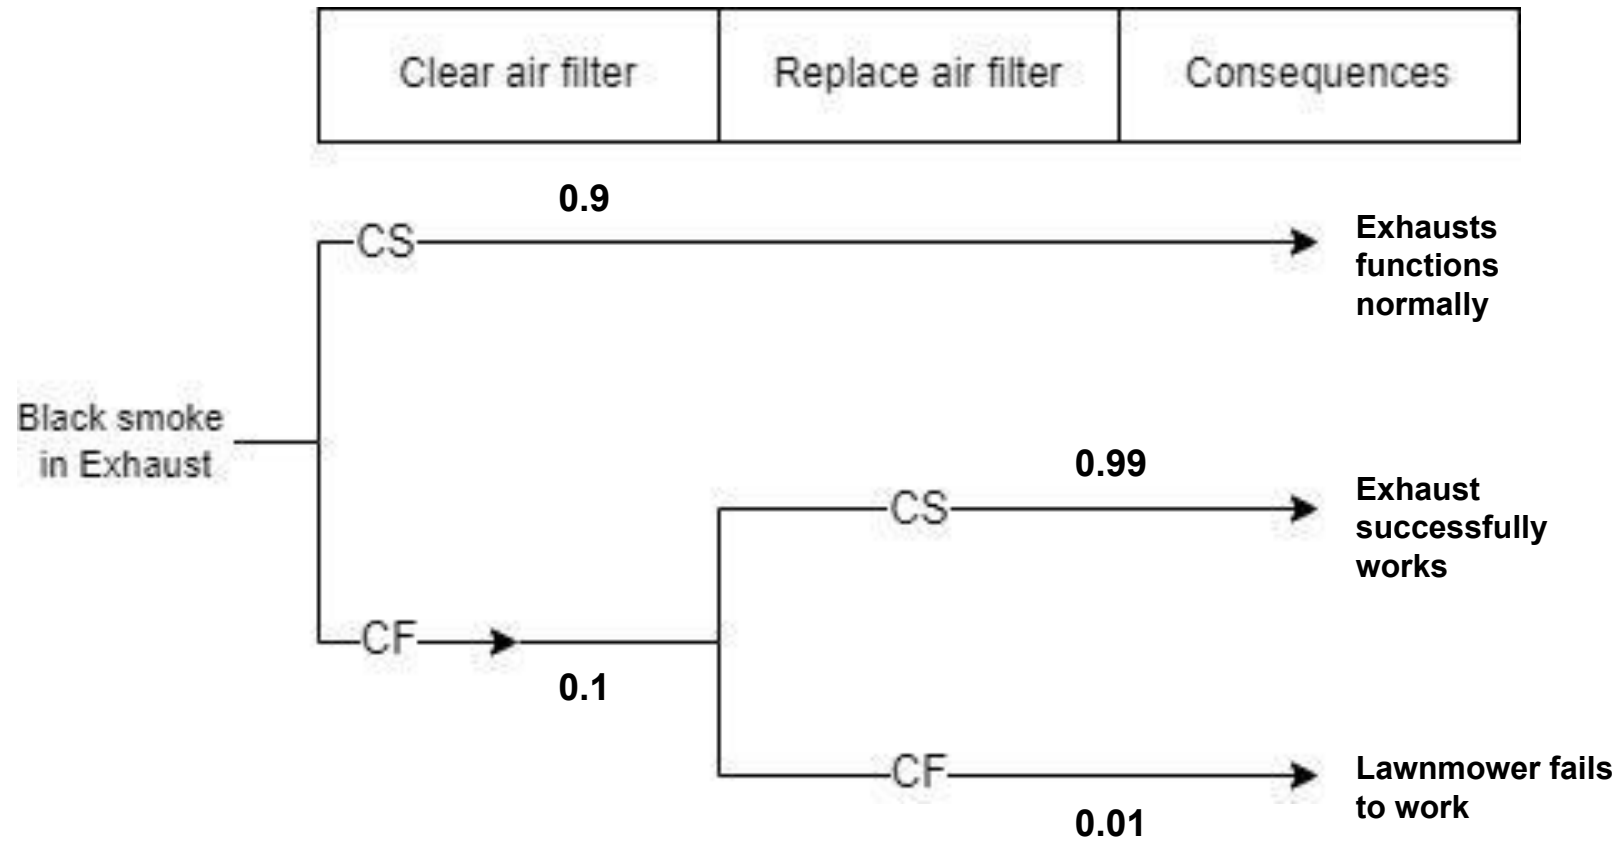 Clear air filter
Replace air filter
Consequences
0.9
CS
Exhausts
functions
normally
Black smoke
in Exhaust
0.99
CS
Exhaust
successfully
works
CF
0.1
CF
0.01
Lawnmower fails
to work